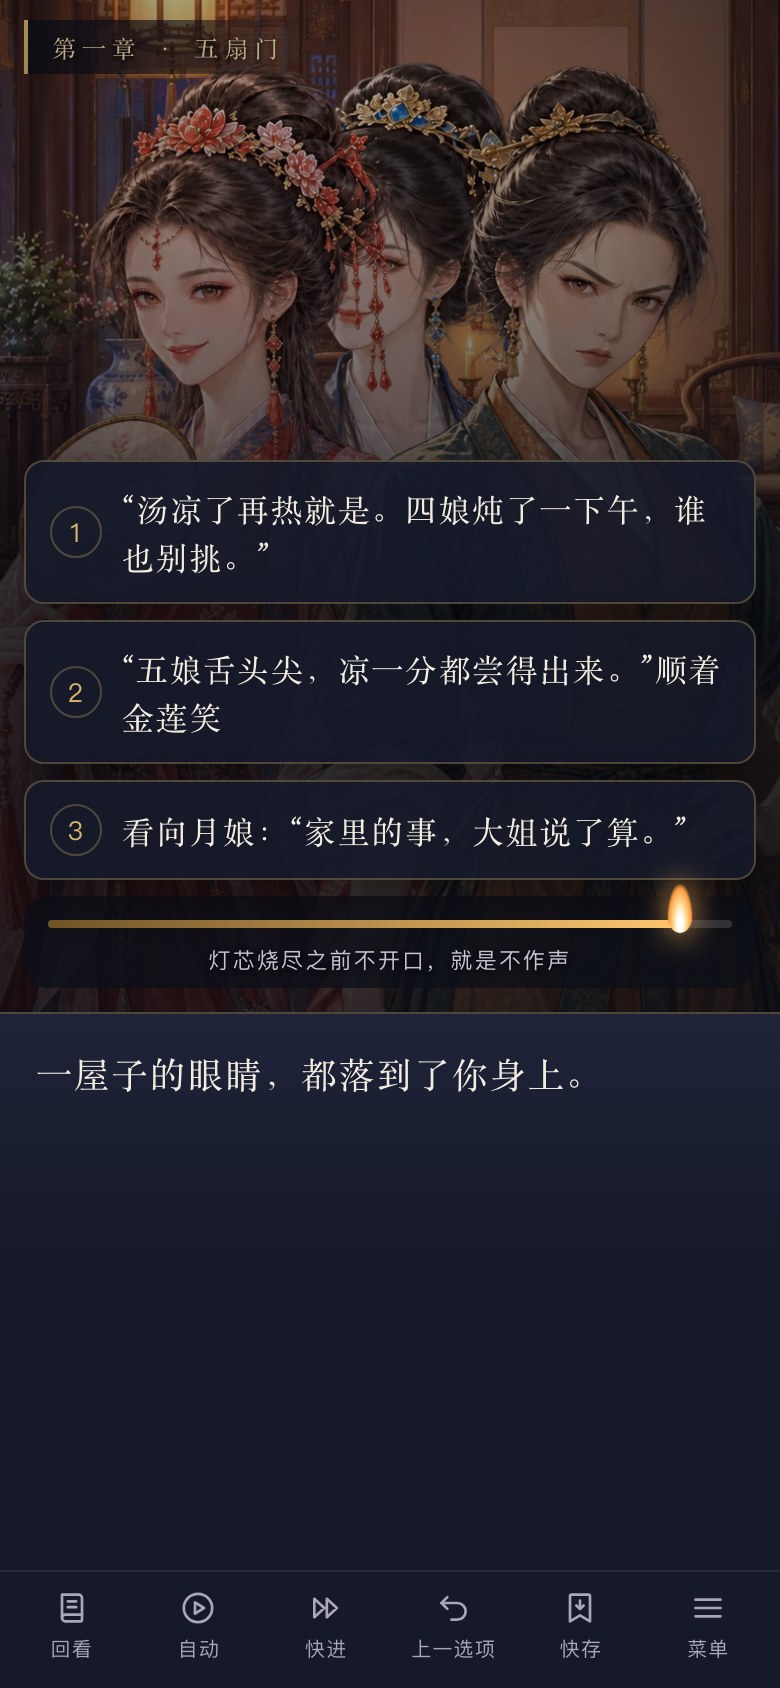 第一章 · 五扇门
1
“汤凉了再热就是。四娘炖了一下午，谁
也别挑。”
2
“五娘舌头尖，凉一分都尝得出来。”顺着
金莲笑
3
看向月娘：“家里的事，大姐说了算。”
灯芯烧尽之前不开口，就是不作声
一屋子的眼睛，都落到了你身上。
回看
自动
快进
上一选项
快存
菜单